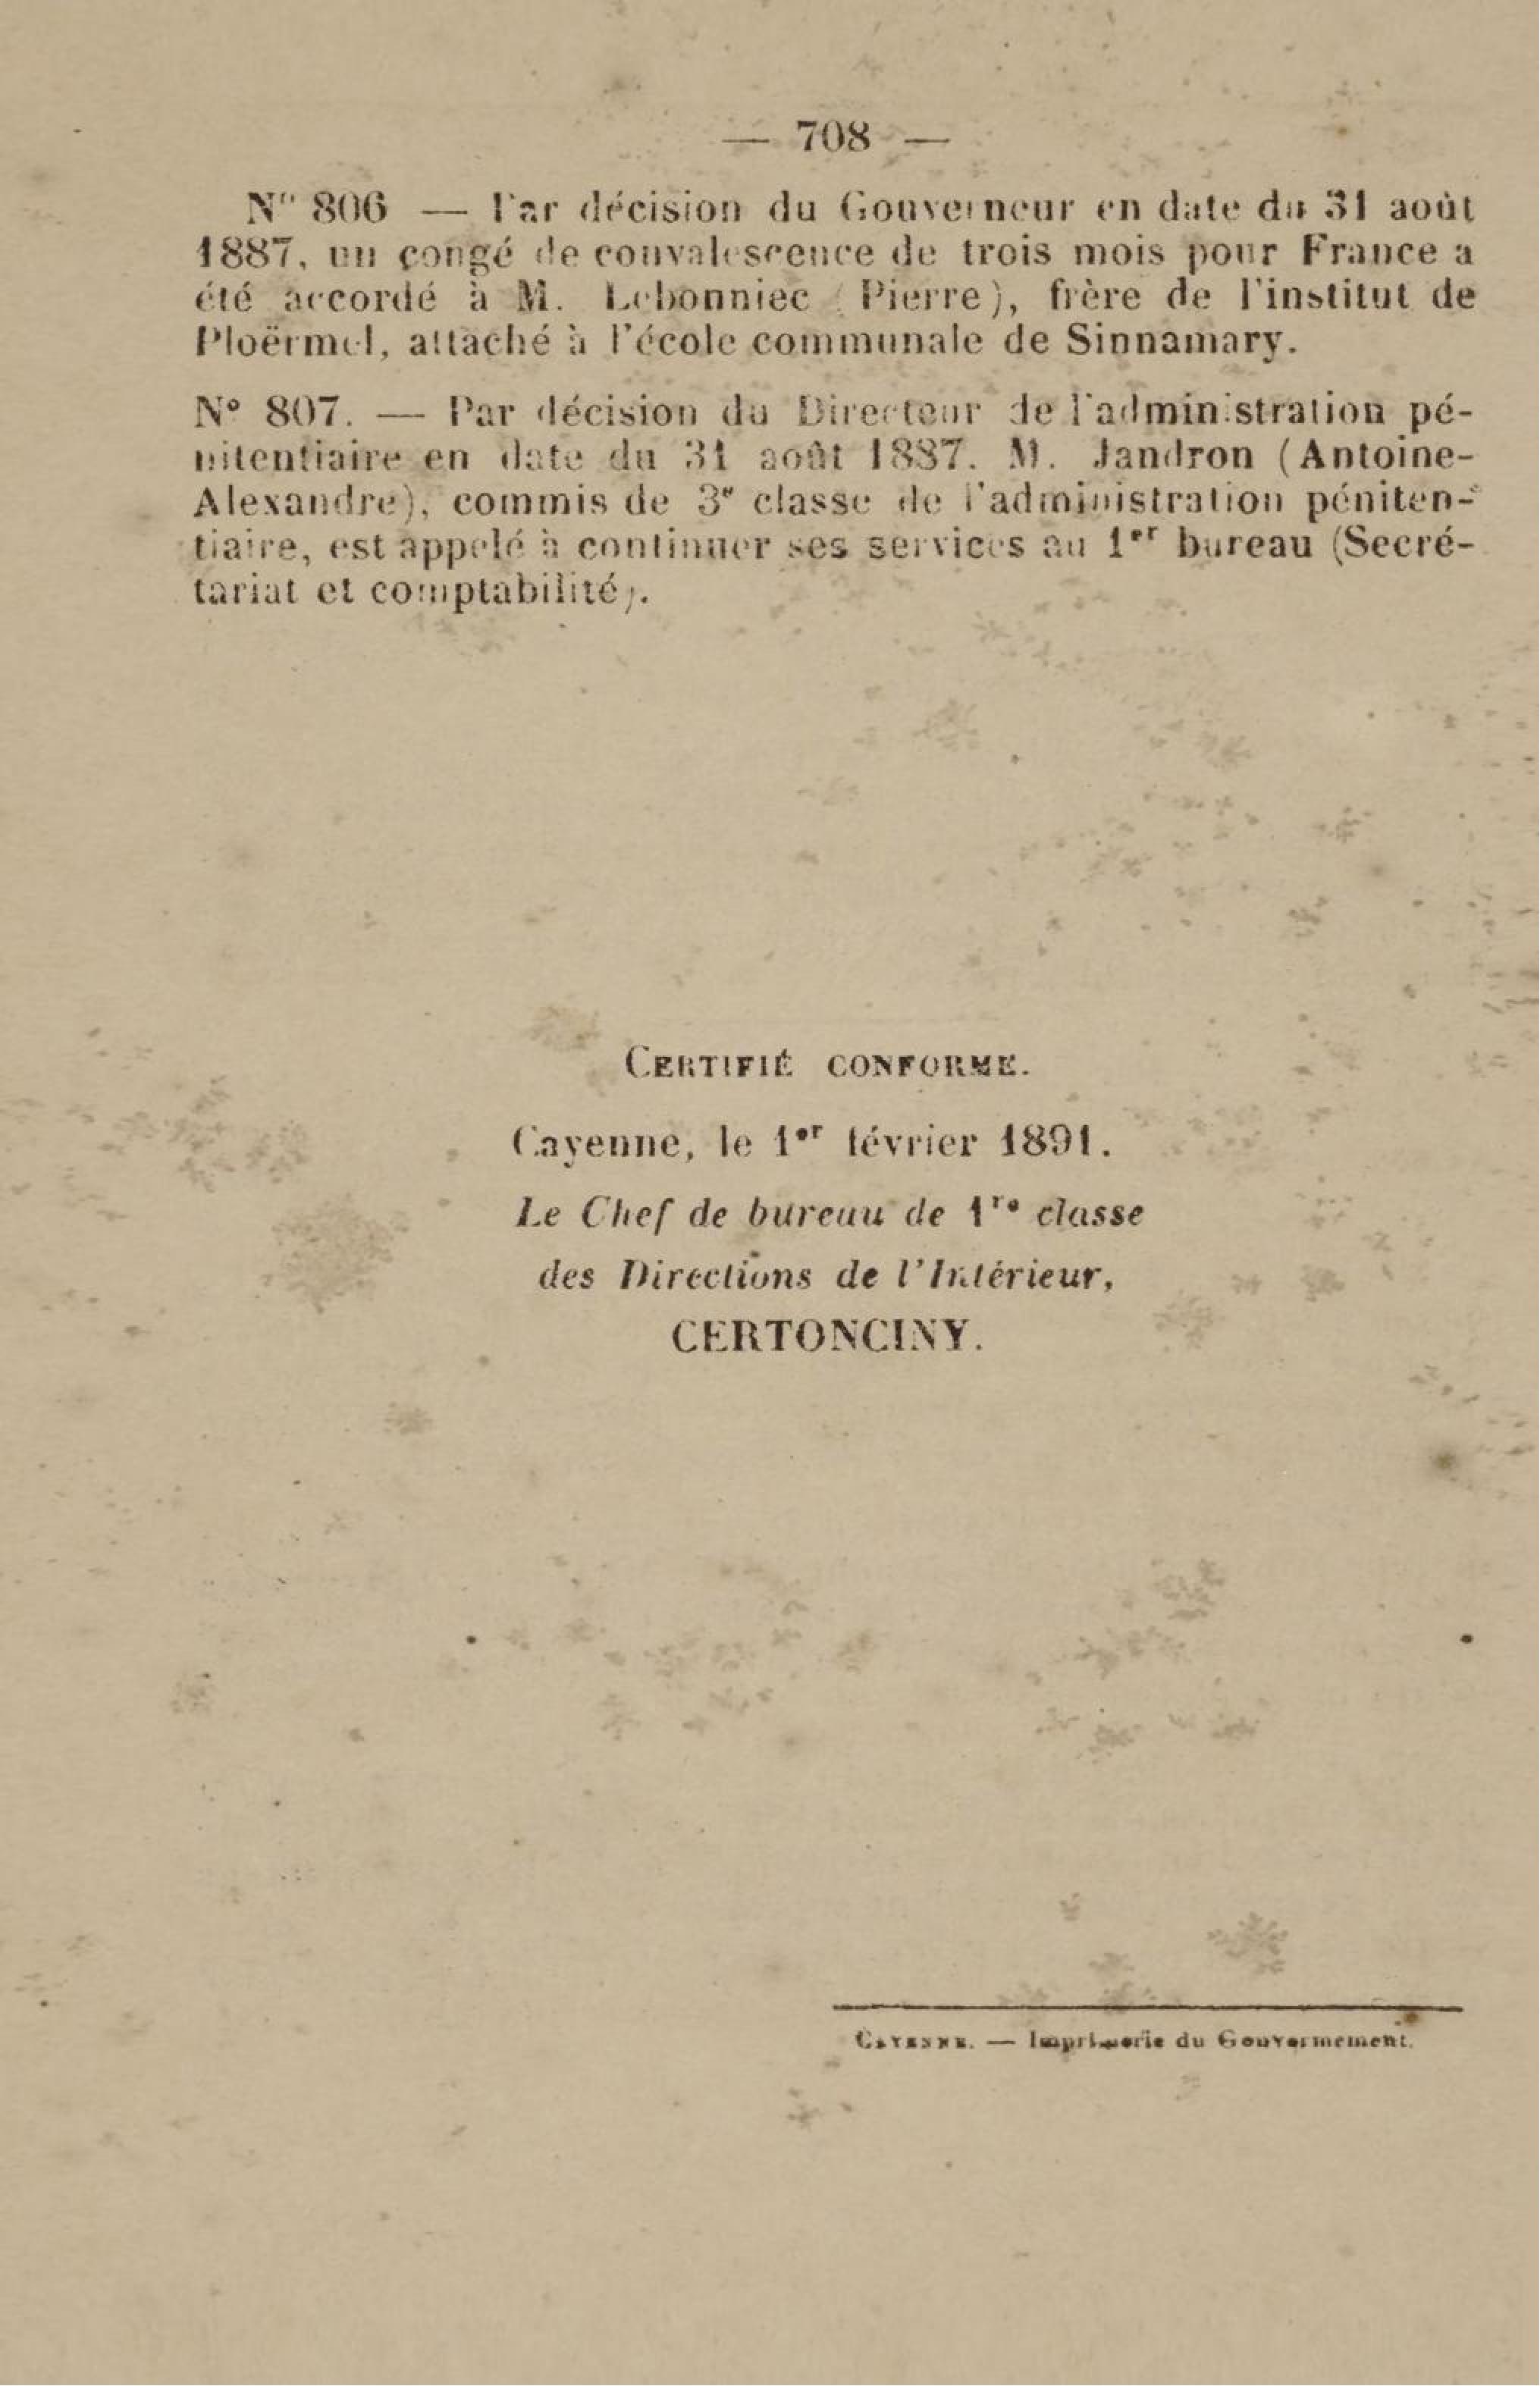 — 708 —
N° 806 — Par décision du Gouverneur en date du 31 août
1887, un congé de convalescence de trois mois pour France a
été accordé à M. Lebonniec (Pierre), frère de l'institut de
Ploërmel, attaché à l'école communale de Sinnamary.
N° 807. — Par décision du Directeur de l'administration pé-
nitentiaire en date du 31 août 1887. M. Jandron (Antoine-
Alexandre), commis de 3e classe de l'administration péniten-
tiaire, est appelé à continuer ses services au 1er bureau (Secré-
tariat et comptabilité).
CERTIFIÉ CONFORME.
Cayenne, le 1er février 1891.
Le Chef de bureau de 1re classe
des Directions de l'Intérieur,
CERTONCINY.
CAYENNE. — Imprimerie du Gouvernement.